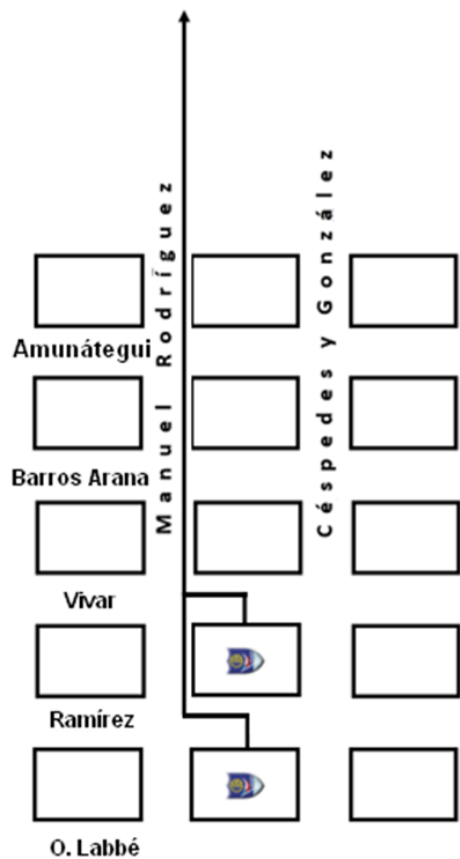 Manuel Rodríguez
Céspedes y González
Amunátegui
Barros Arana
Vivar
Ramírez
O. Labbé